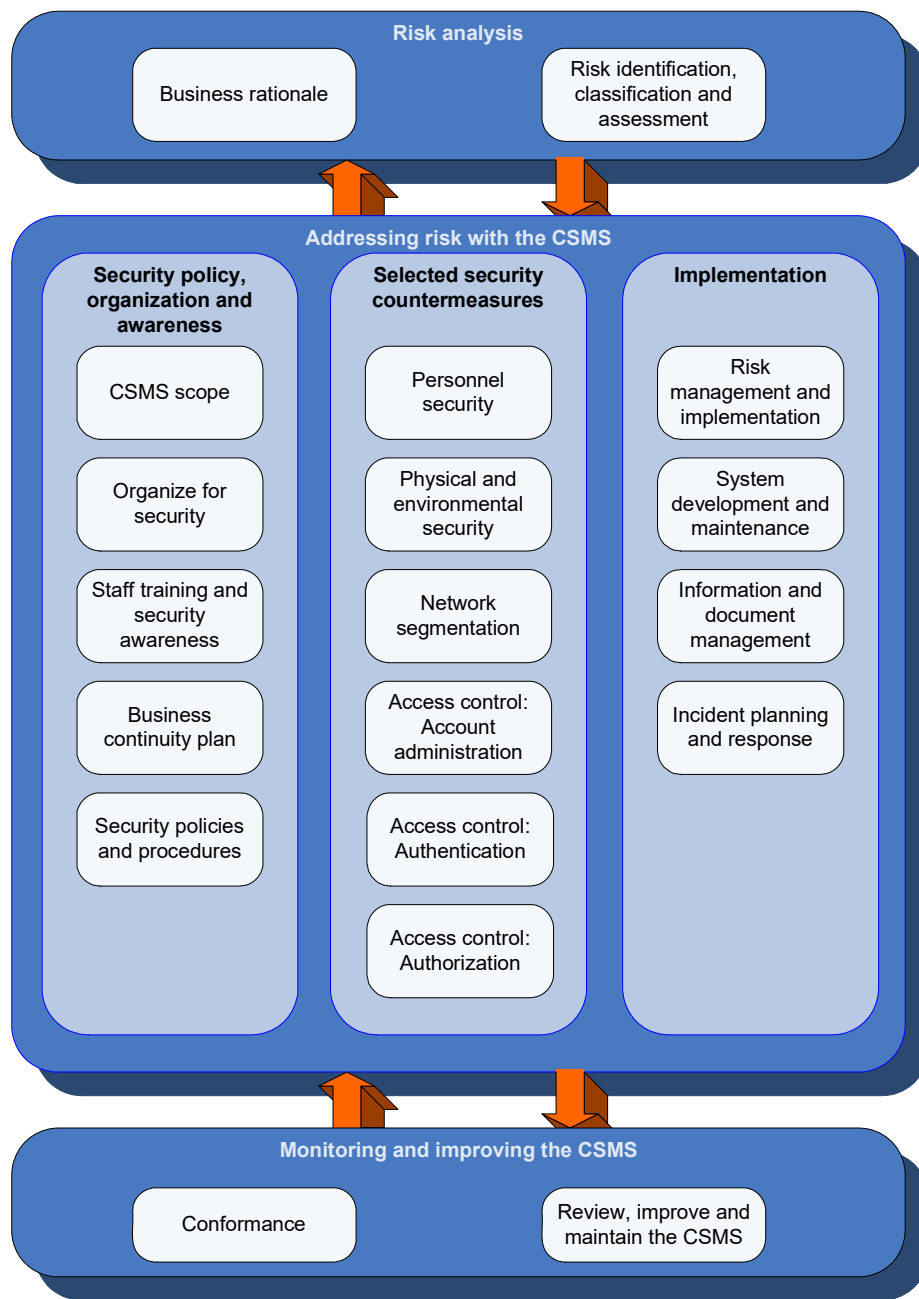 Risk analysis
Business rationale
Risk identification,
classification and
assessment
Addressing risk with the CSMS
Security policy,
organization and
awareness
CSMS scope
Organize for
security
Staff training and
security
awareness
Business
continuity plan
Security policies
and procedures
Selected security
countermeasures
Personnel
security
Physical and
environmental
security
Network
segmentation
Access control:
Account
administration
Access control:
Authentication
Access control:
Authorization
Implementation
Risk
management and
implementation
System
development and
maintenance
Information and
document
management
Incident planning
and response
Monitoring and improving the CSMS
Conformance
Review, improve and
maintain the CSMS